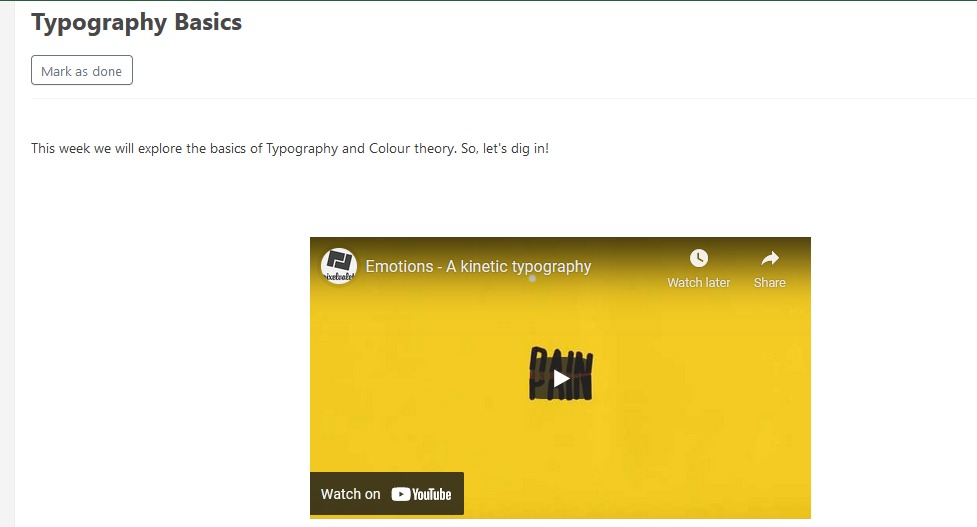 Typography Basics
Mark as done
This week we will explore the basics of Typography and Colour theory. So, let's dig in!
Emotions - A kinetic typography
Watch later
Share
PAIN
Watch on YouTube